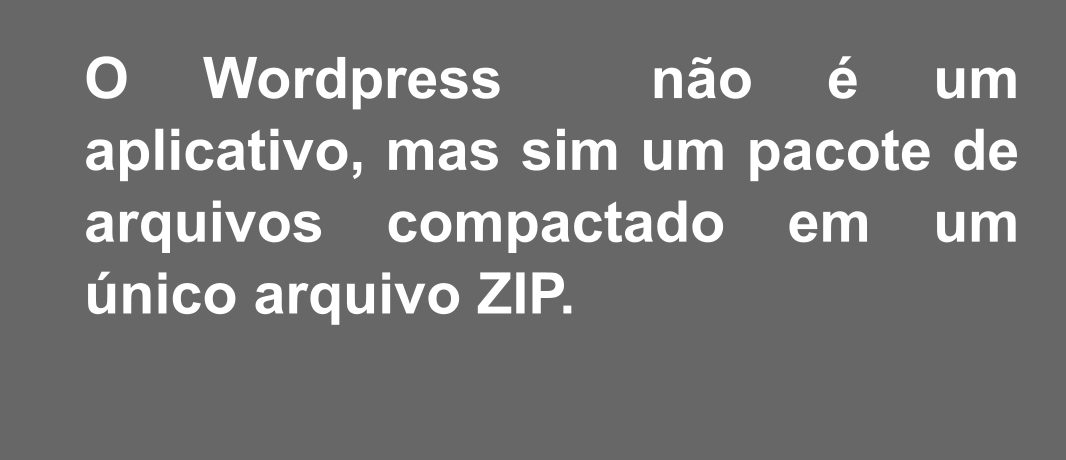 O Wordpress não é um
aplicativo, mas sim um pacote de
arquivos compactado em um
único arquivo ZIP.